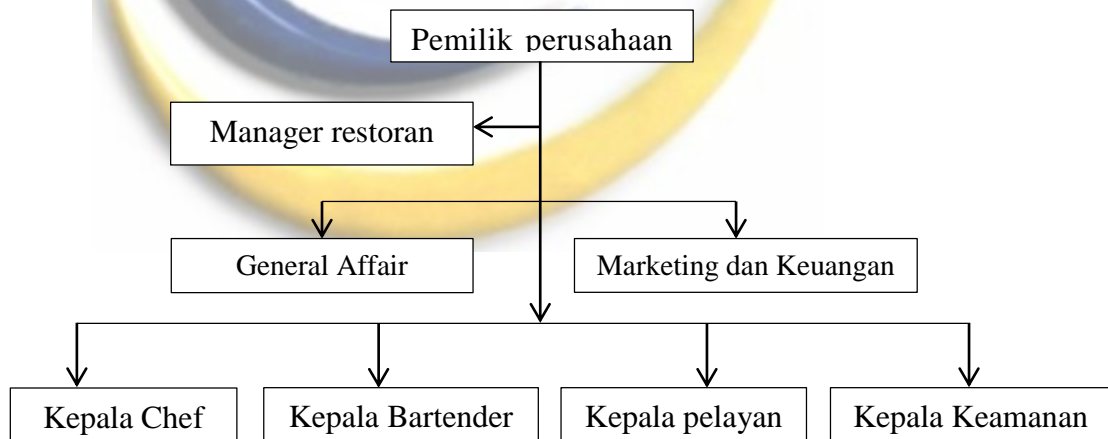 Pemilik perusahaan
Manager restoran
General Affair
Marketing dan Keuangan
Kepala Chef
Kepala Bartender
Kepala pelayan
Kepala Keamanan